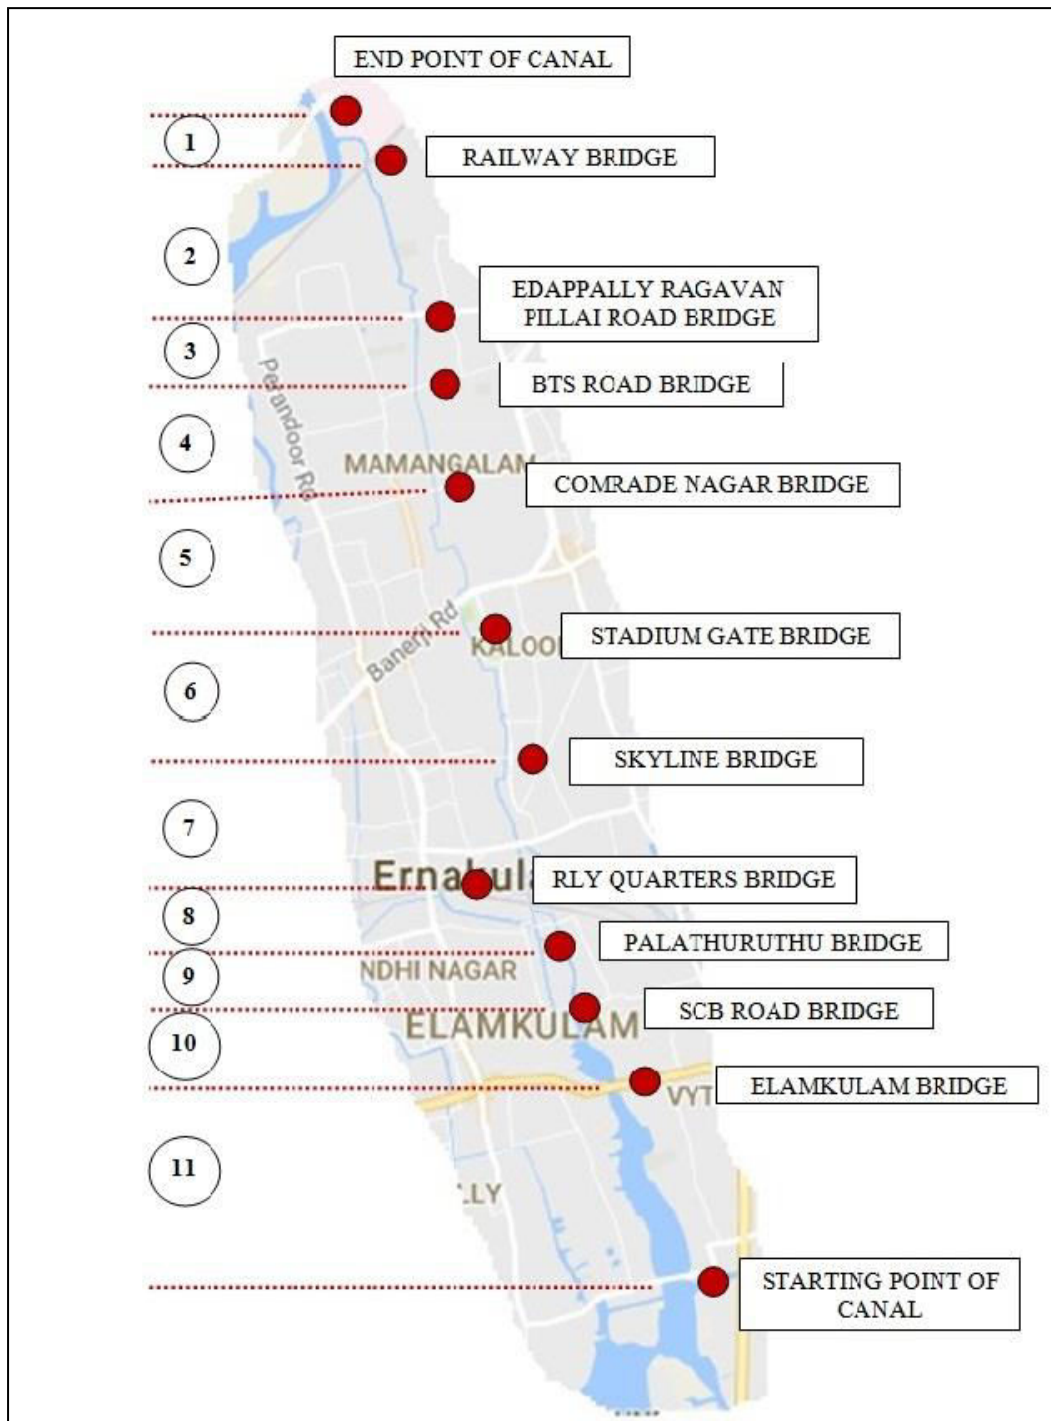 END POINT OF CANAL
1
RAILWAY BRIDGE
2
EDAPPALLY RAGAVAN
PILLAI ROAD BRIDGE
3
BTS ROAD BRIDGE
Perandoor Rd
4
MAMANGALAM
COMRADE NAGAR BRIDGE
5
Banerji Rd
STADIUM GATE BRIDGE
KALOO
6
SKYLINE BRIDGE
7
Ernakul
RLY QUARTERS BRIDGE
8
PALATHURUTHU BRIDGE
NDHI NAGAR
9
SCB ROAD BRIDGE
ELAMKULAM
10
ELAMKULAM BRIDGE
VYT
11
LLY
STARTING POINT OF
CANAL